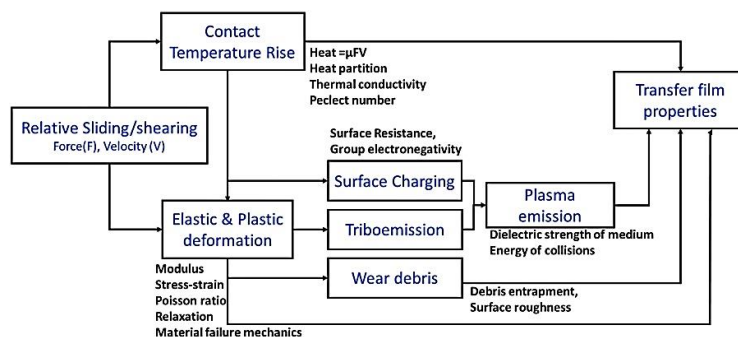 Contact
Temperature Rise
Heat =µFV
Heat partition
Thermal conductivity
Peclect number
Transfer film
properties
Relative Sliding/shearing
Force(F), Velocity (V)
Surface Resistance,
Group electronegativity
Surface Charging
Plasma
emission
Elastic & Plastic
deformation
Triboemission
Dielectric strength of medium
Energy of collisions
Modulus
Stress-strain
Poisson ratio
Relaxation
Material failure mechanics
Wear debris
Debris entrapment,
Surface roughness